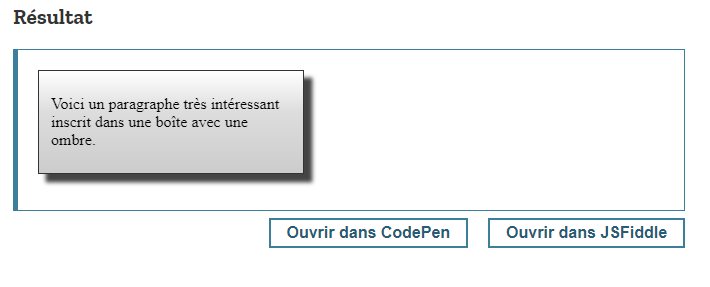 Résultat
Voici un paragraphe très intéressant
inscrit dans une boîte avec une
ombre.
Ouvrir dans CodePen
Ouvrir dans JSFiddle